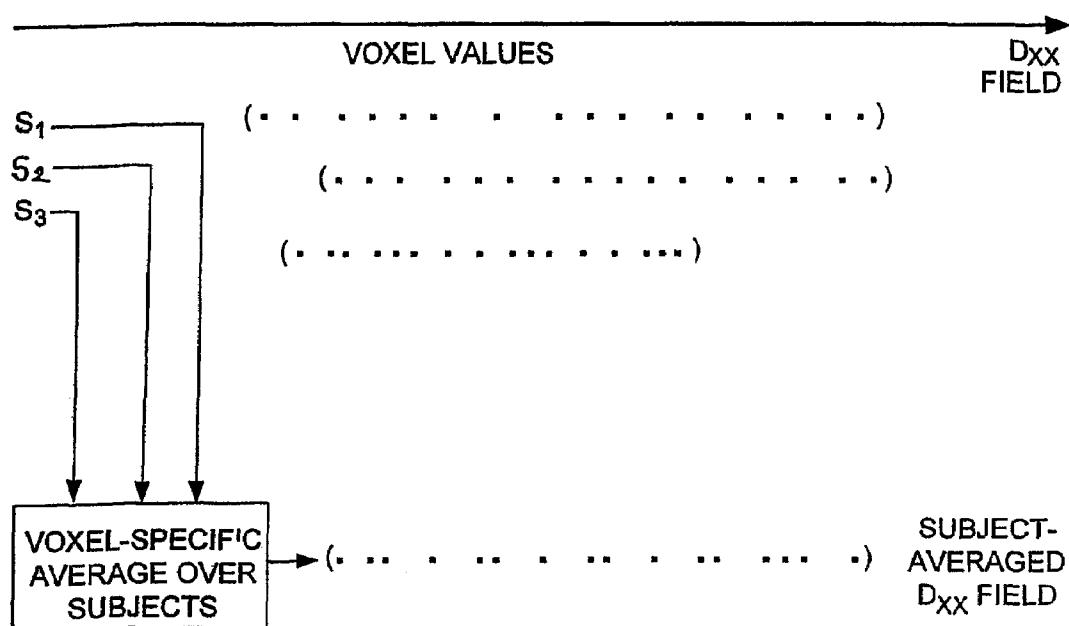 VOXEL VALUES
DXX
FIELD
S1
S2
S3
VOXEL-SPECIFIC
AVERAGE OVER
SUBJECTS
SUBJECT-
AVERAGED
DXX FIELD